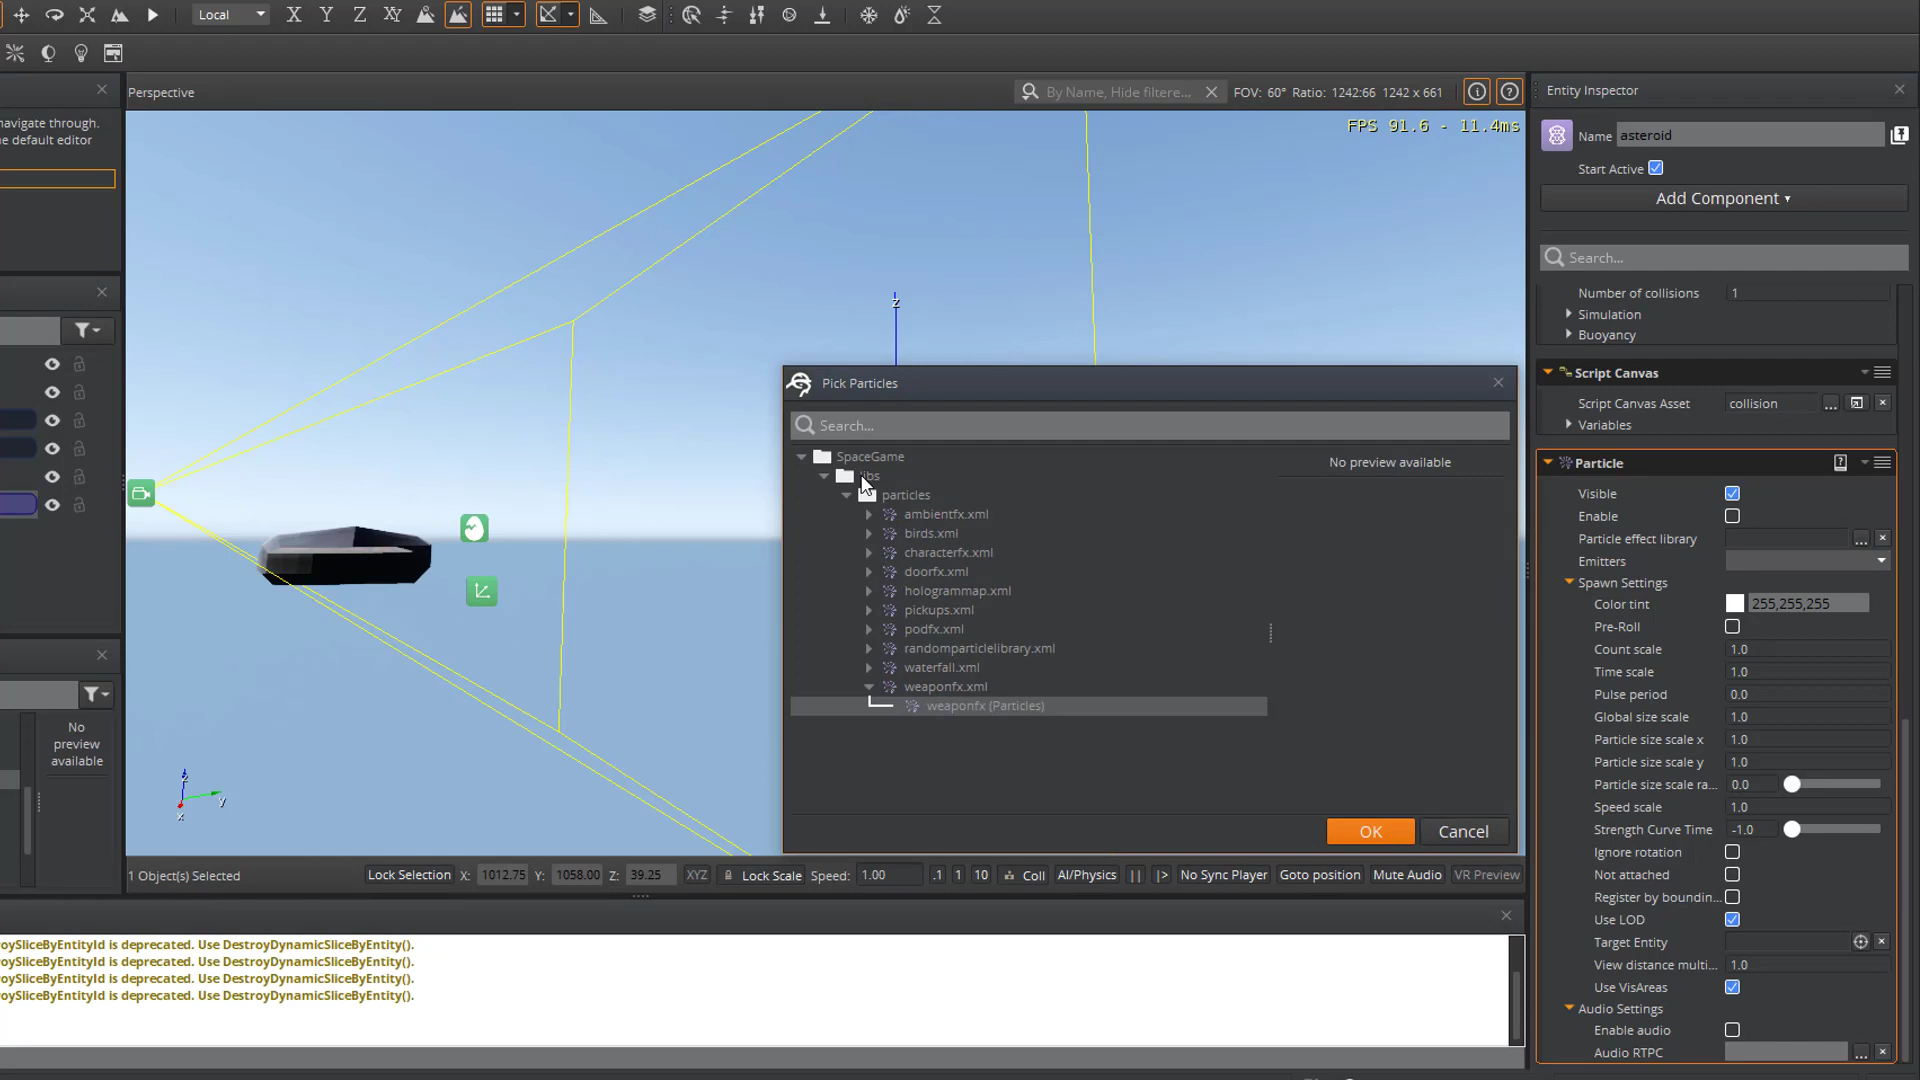 Local
X Y Z XY
Perspective
By Name, Hide filtere...
FOV: 60° Ratio: 1242:66 1242 x 661
FPS 91.6 - 11.4ms
navigate through.
he default editor
No
preview
available
z
z
y
x
Pick Particles
Search...
SpaceGame
libs
particles
ambientfx.xml
birds.xml
characterfx.xml
doorfx.xml
hologrammap.xml
pickups.xml
podfx.xml
randomparticlelibrary.xml
waterfall.xml
weaponfx.xml
weaponfx (Particles)
No preview available
OK
Cancel
1 Object(s) Selected
Lock Selection X: 1012.75 Y: 1058.00 Z: 39.25 XYZ Lock Scale Speed: 1.00 .1 1 10 Coll AI/Physics || |> No Sync Player Goto position Mute Audio VR Preview
oySliceByEntityId is deprecated. Use DestroyDynamicSliceByEntity().
oySliceByEntityId is deprecated. Use DestroyDynamicSliceByEntity().
oySliceByEntityId is deprecated. Use DestroyDynamicSliceByEntity().
oySliceByEntityId is deprecated. Use DestroyDynamicSliceByEntity().
Entity Inspector
Name asteroid
Start Active
Add Component
Search...
Number of collisions 1
Simulation
Buoyancy
Script Canvas
Script Canvas Asset collision ...
Variables
Particle
Visible
Enable
Particle effect library ...
Emitters
Spawn Settings
Color tint 255,255,255
Pre-Roll
Count scale 1.0
Time scale 1.0
Pulse period 0.0
Global size scale 1.0
Particle size scale x 1.0
Particle size scale y 1.0
Particle size scale ra... 0.0
Speed scale 1.0
Strength Curve Time -1.0
Ignore rotation
Not attached
Register by boundin...
Use LOD
Target Entity
View distance multi... 1.0
Use VisAreas
Audio Settings
Enable audio
Audio RTPC ...